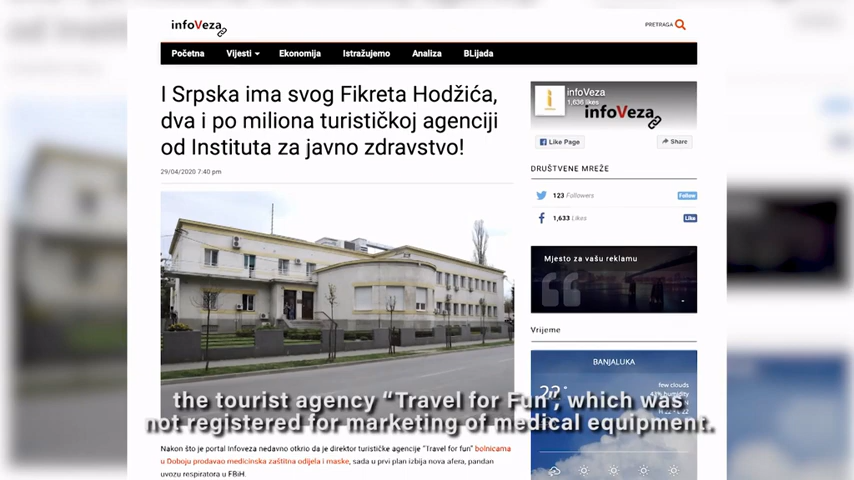 infoVeza
PRETRAGA
Početna Vijesti Ekonomija Istražujemo Analiza BLijada
I Srpska ima svog Fikreta Hodžića,
dva i po miliona turističkoj agenciji
od Instituta za javno zdravstvo!
29/04/2020 7:40 pm
infoVeza
1,636 likes
infoVeza
Like Page Share
DRUŠTVENE MREŽE
123 Followers Follow
1,633 Likes Like
Mjesto za vašu reklamu
Vrijeme
BANJALUKA
few clouds
the tourist agency “Travel for Fun”, which was
not registered for marketing of medical equipment.
Nakon što je portal Infoveza nedavno otkrio da je direktor turističke agencije “Travel for fun” bolnicama
u Doboju prodavao medicinska zaštitna odijela i maske, sada u prvi plan izbija nova afera, pandan
uvozu respiratora u FBiH.